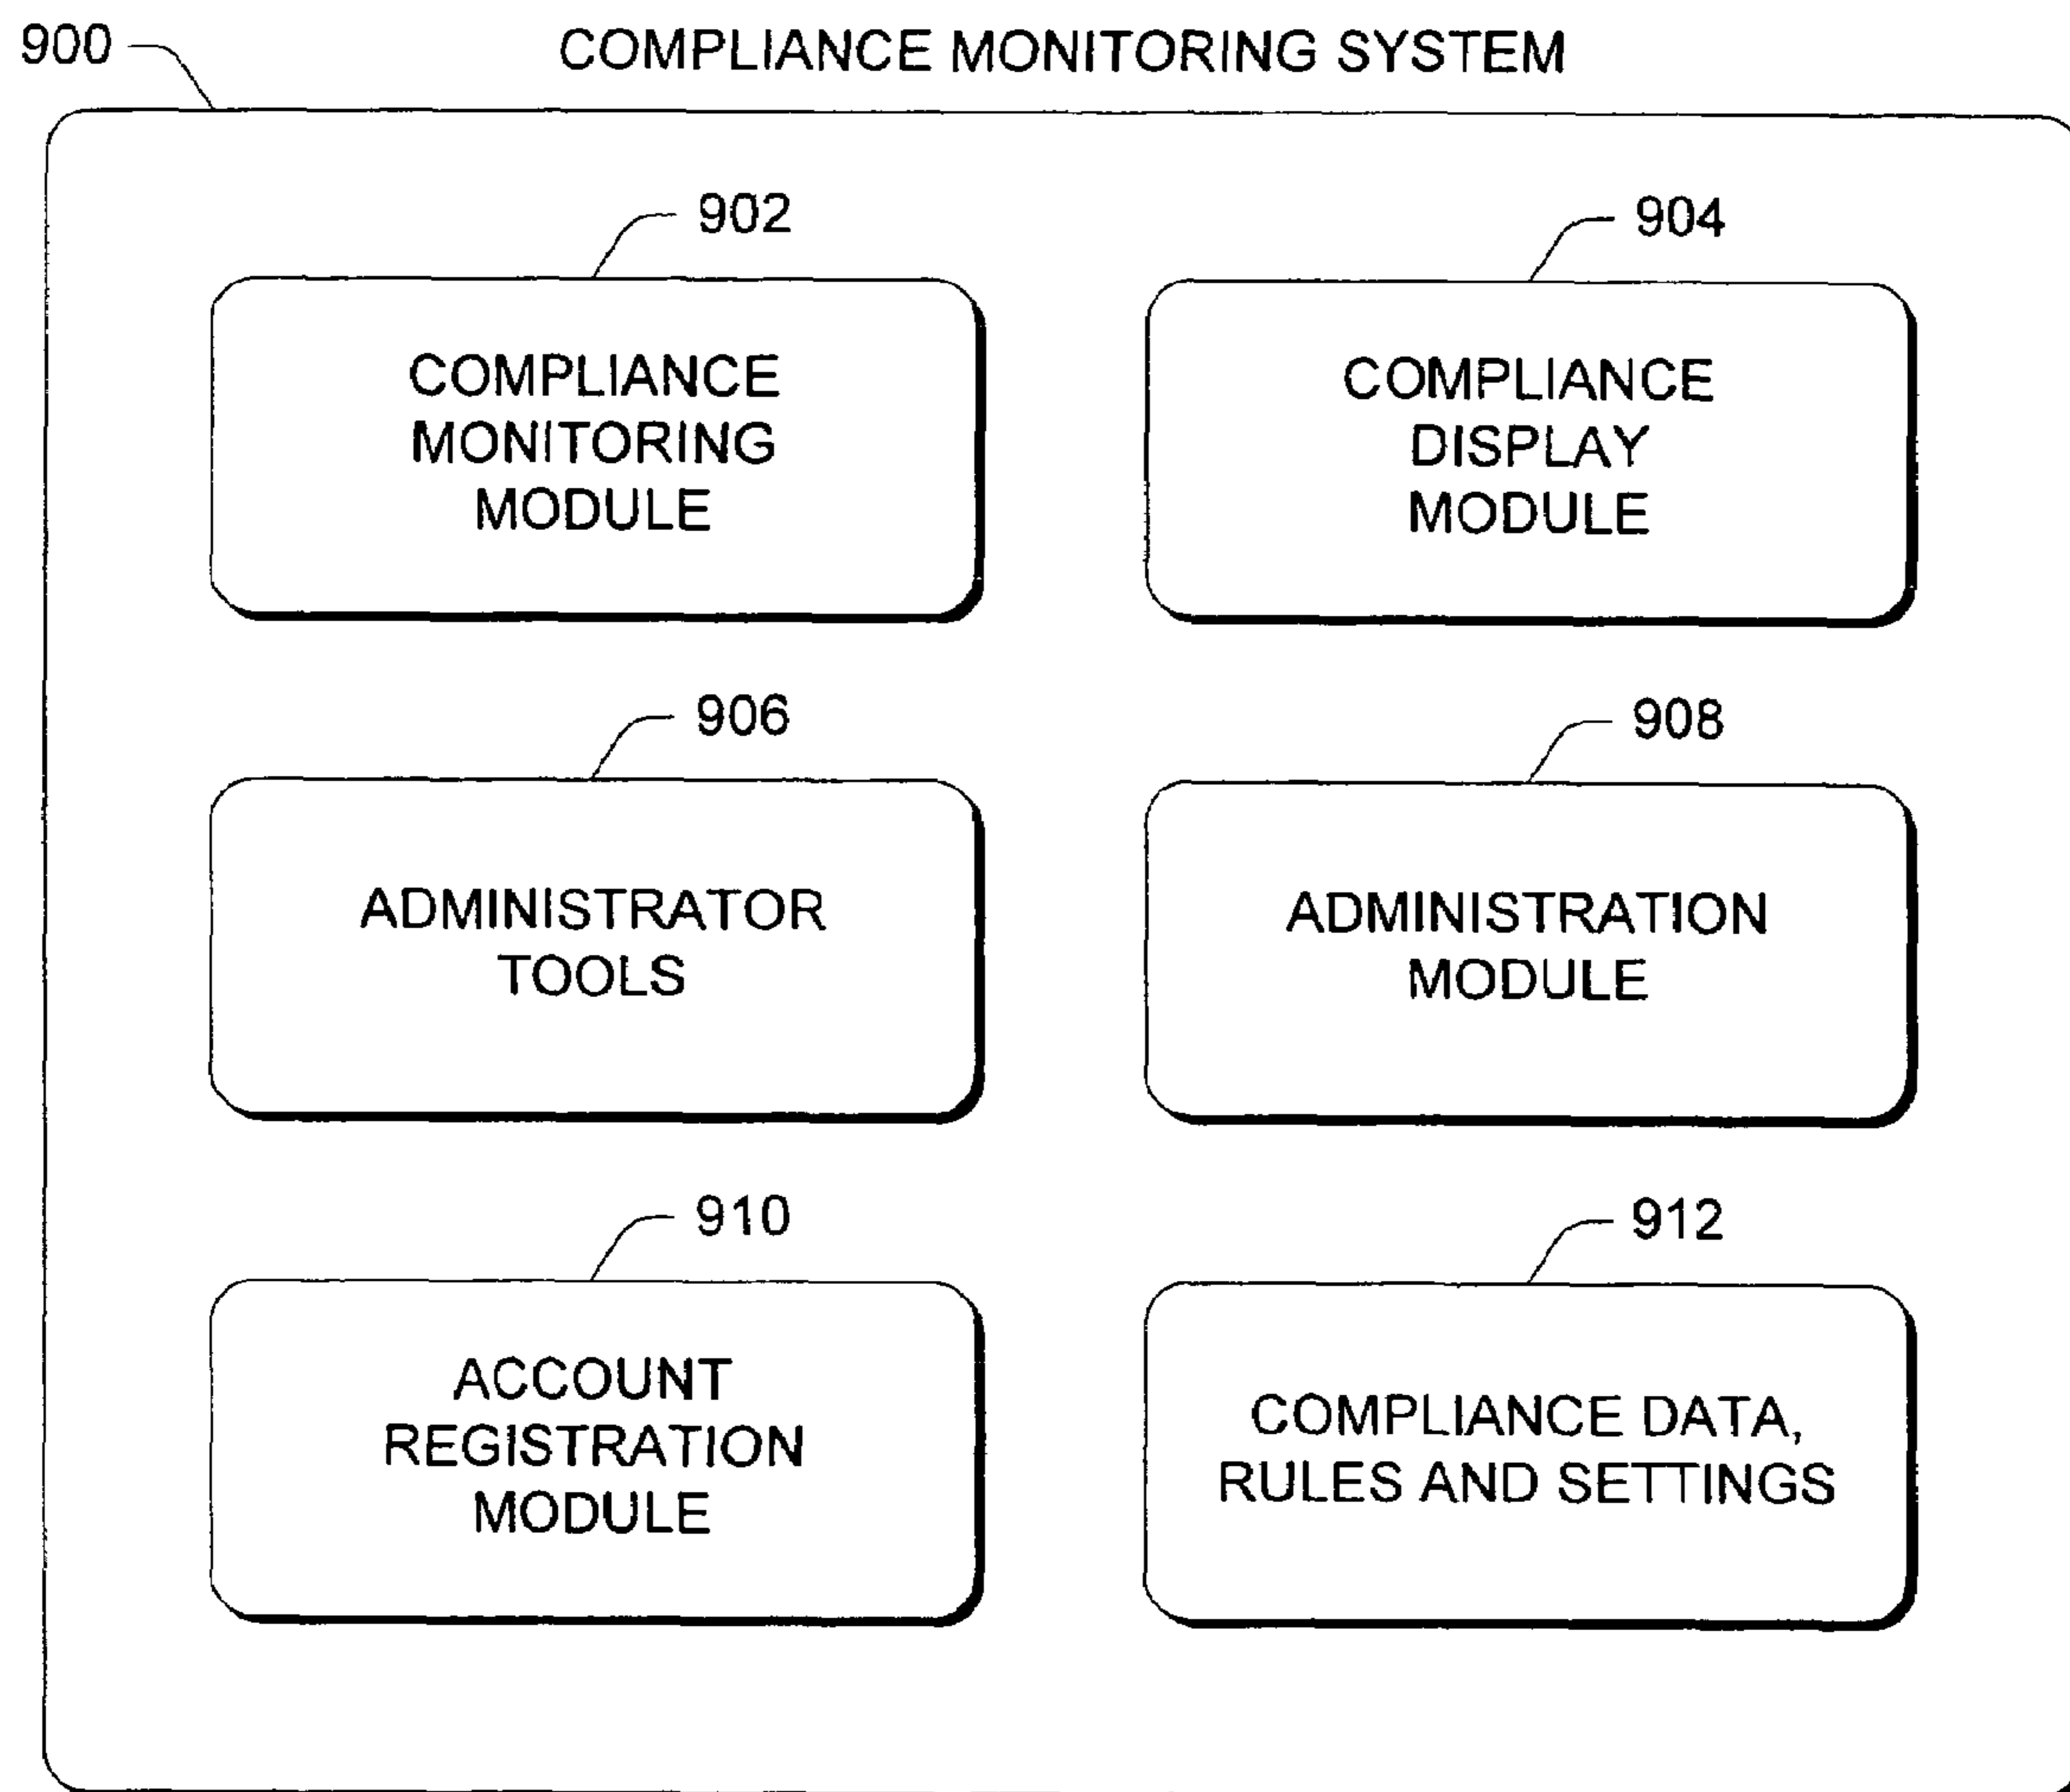 900
COMPLIANCE MONITORING SYSTEM
902
COMPLIANCE
MONITORING
MODULE
904
COMPLIANCE
DISPLAY
MODULE
906
ADMINISTRATOR
TOOLS
908
ADMINISTRATION
MODULE
910
ACCOUNT
REGISTRATION
MODULE
912
COMPLIANCE DATA,
RULES AND SETTINGS